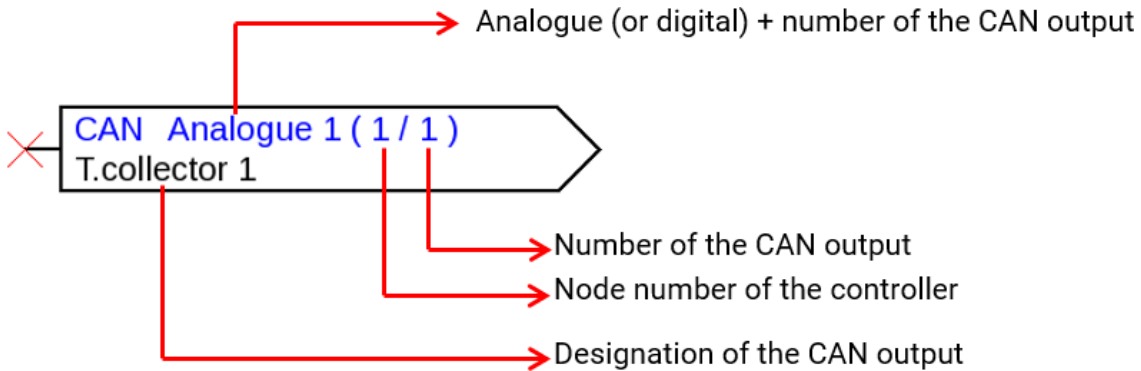 Analogue (or digital) + number of the CAN output
CAN Analogue 1 ( 1 / 1 )
T.collector 1
Number of the CAN output
Node number of the controller
Designation of the CAN output